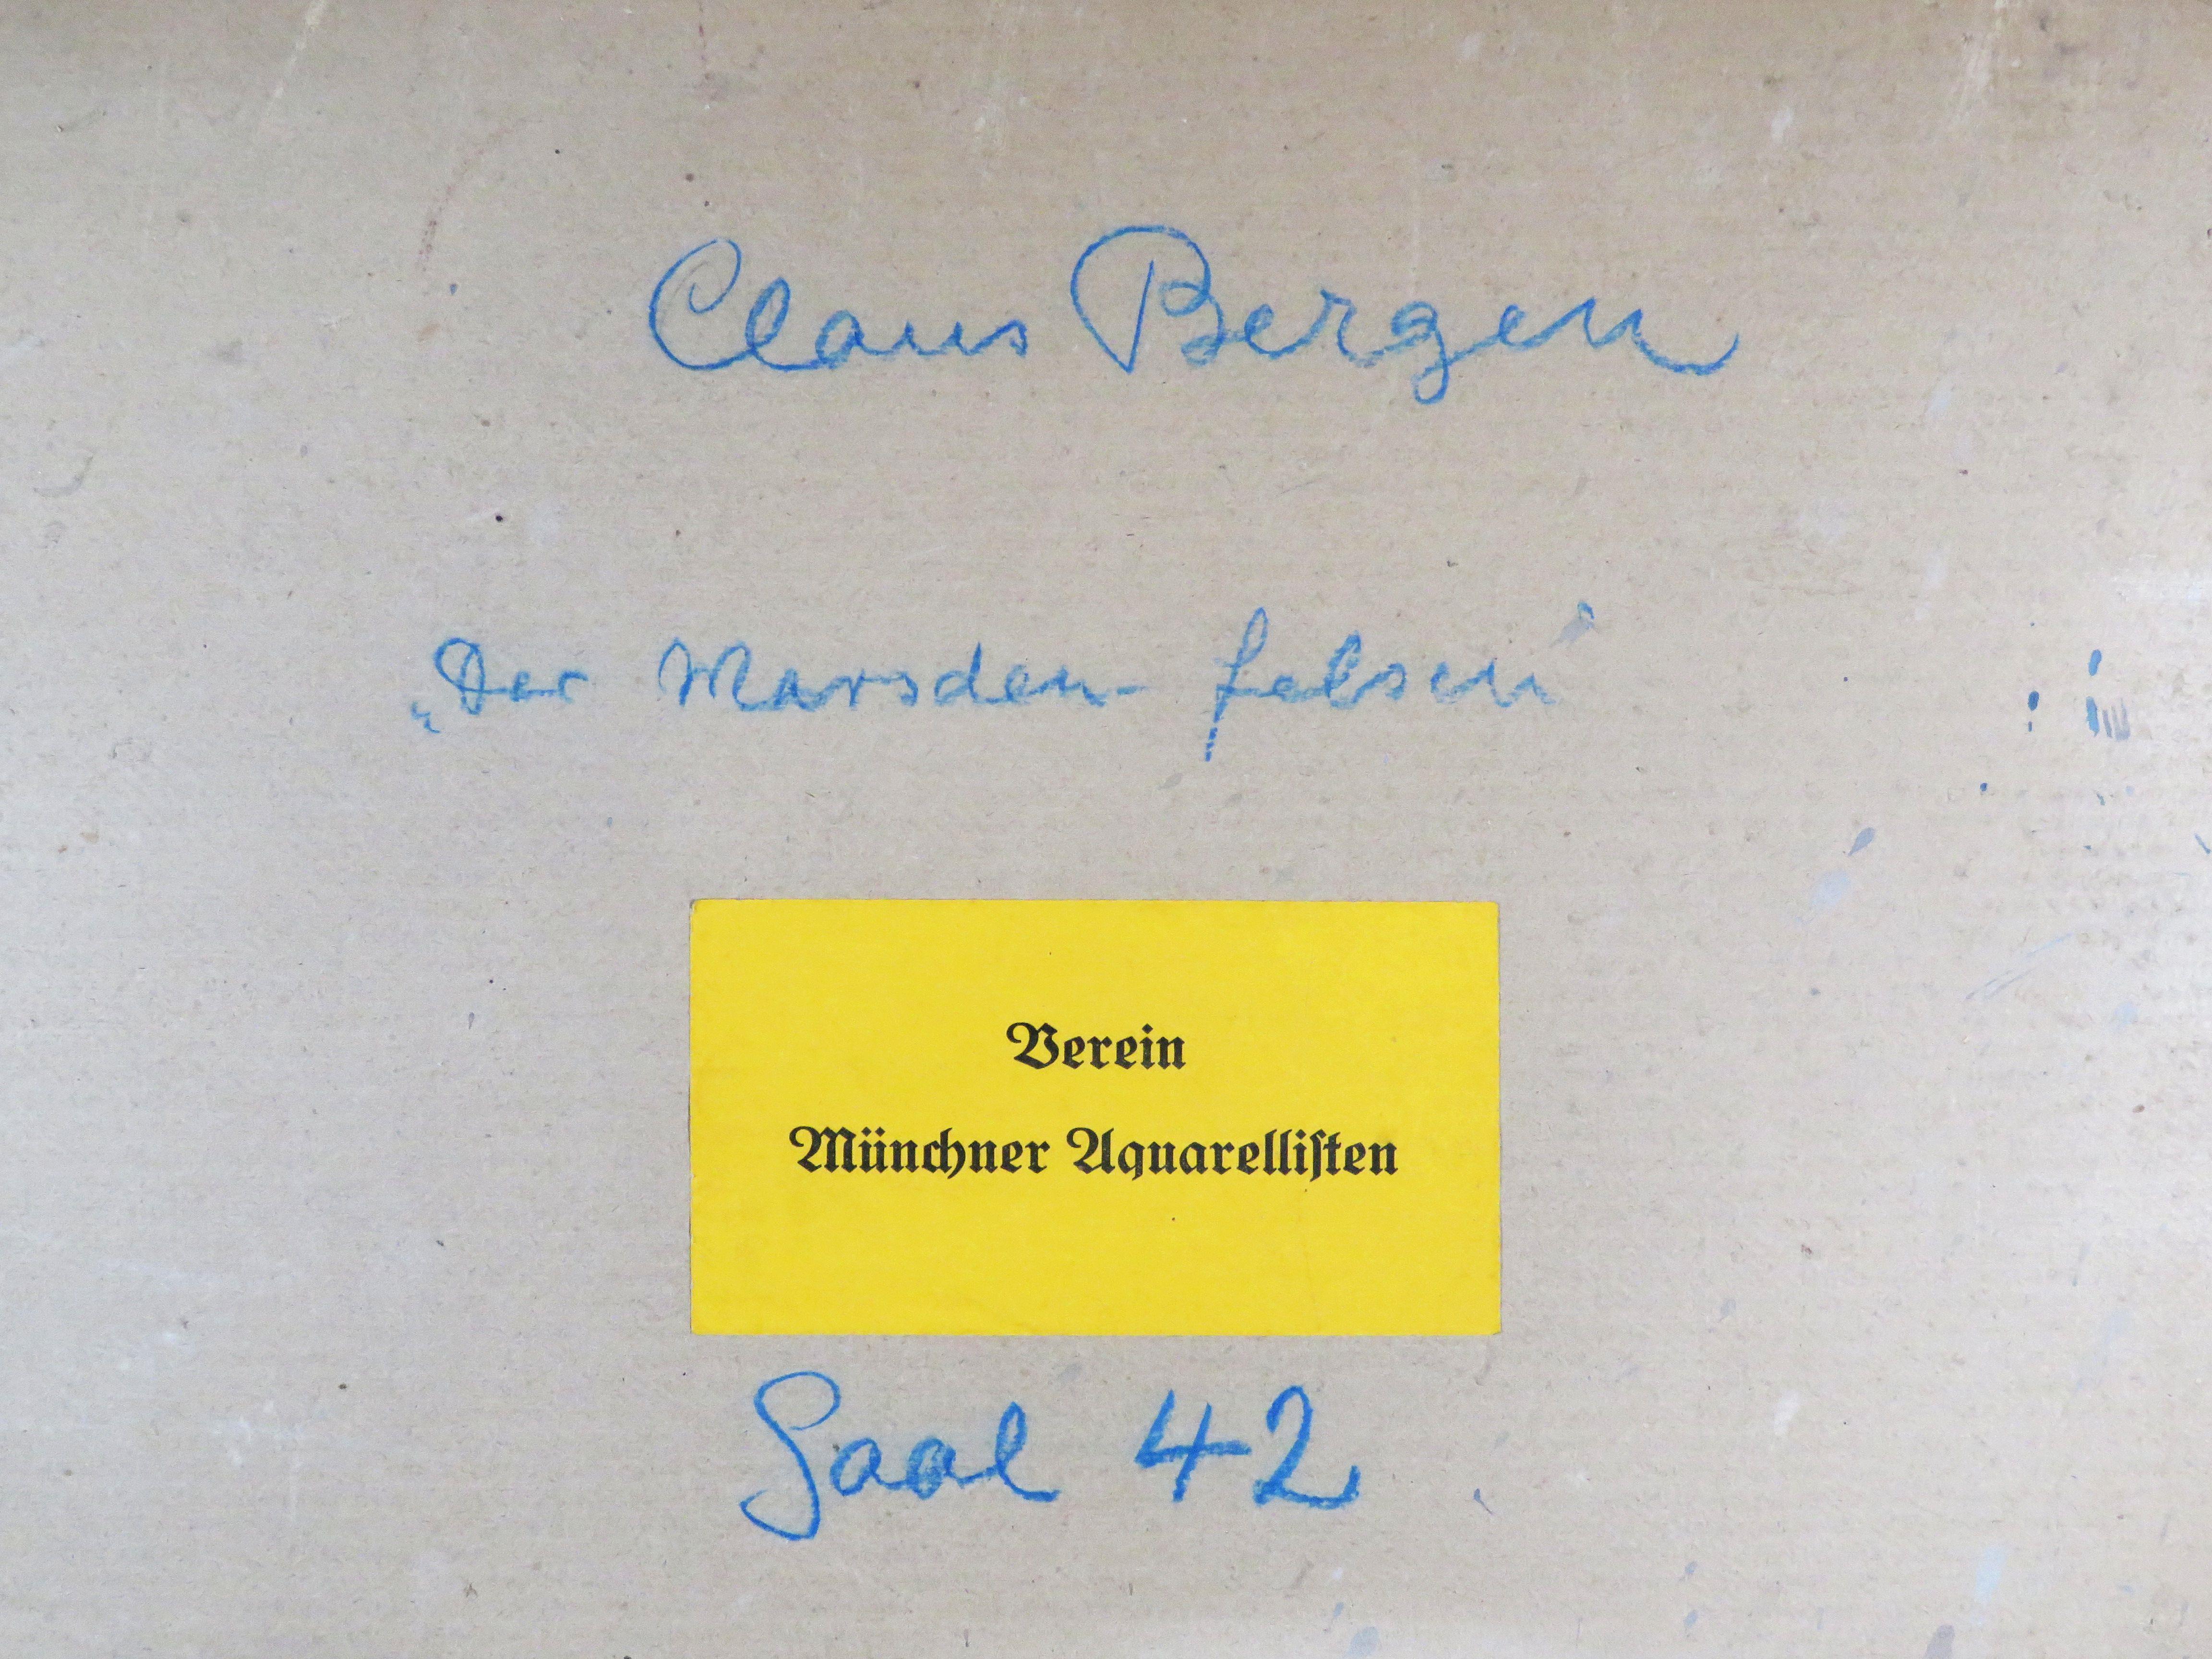 Claus Bergen
„Der Marsden-felsen“
Verein
Münchner Aquarelliſten
Saal 42